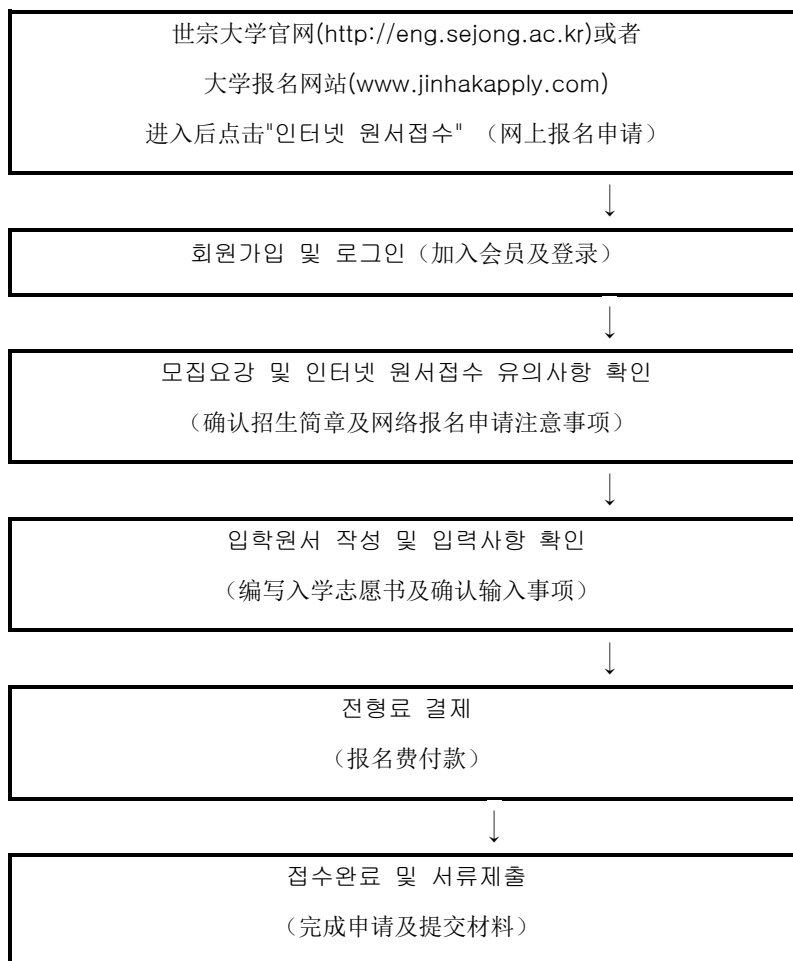 世宗大学官网(http://eng.sejong.ac.kr)或者
大学报名网站(www.jinhakapply.com)
进入后点击"인터넷 원서접수" （网上报名申请）
↓
회원가입 및 로그인（加入会员及登录）
↓
모집요강 및 인터넷 원서접수 유의사항 확인
（确认招生简章及网络报名申请注意事项）
↓
입학원서 작성 및 입력사항 확인
（编写入学志愿书及确认输入事项）
↓
전형료 결제
（报名费付款）
↓
접수완료 및 서류제출
（完成申请及提交材料）